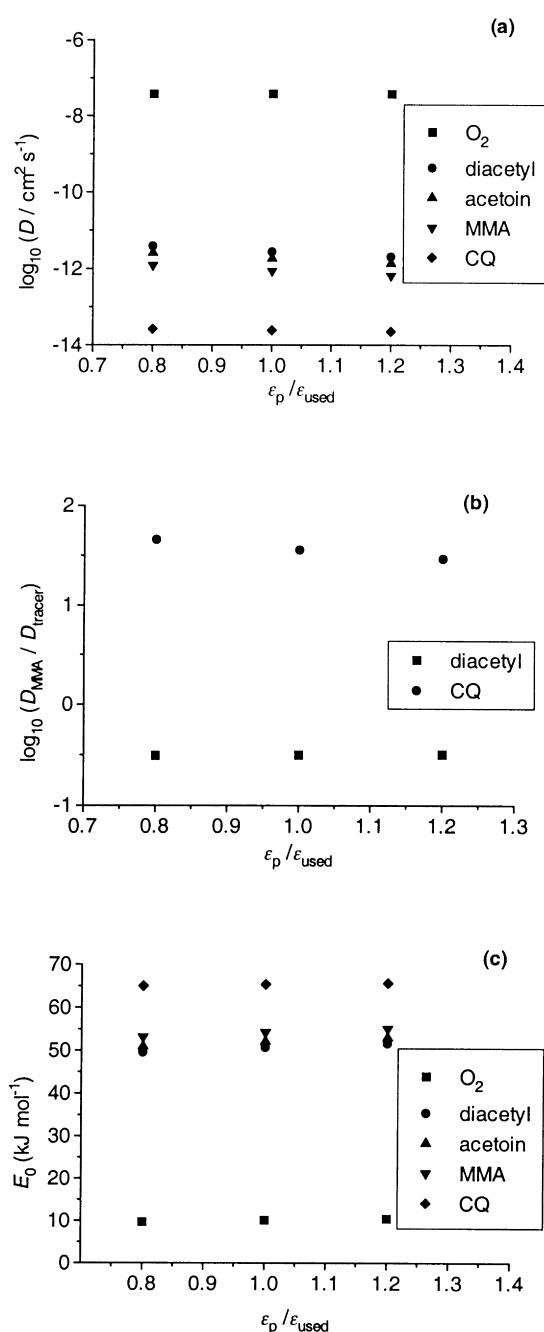 (a)
-6
-8
-10
-12
-14
log₁₀ (D / cm² s⁻¹)
O₂
diacetyl
acetoin
MMA
CQ
0.7 0.8 0.9 1.0 1.1 1.2 1.3 1.4
εₚ/εused
(b)
2
1
0
-1
log₁₀ (DMMA / Dtracer)
diacetyl
CQ
0.7 0.8 0.9 1.0 1.1 1.2 1.3
εₚ/εused
(c)
70
60
50
40
30
20
10
0
E₀ (kJ mol⁻¹)
O₂
diacetyl
acetoin
MMA
CQ
0.8 0.9 1.0 1.1 1.2 1.3 1.4
εₚ/εused